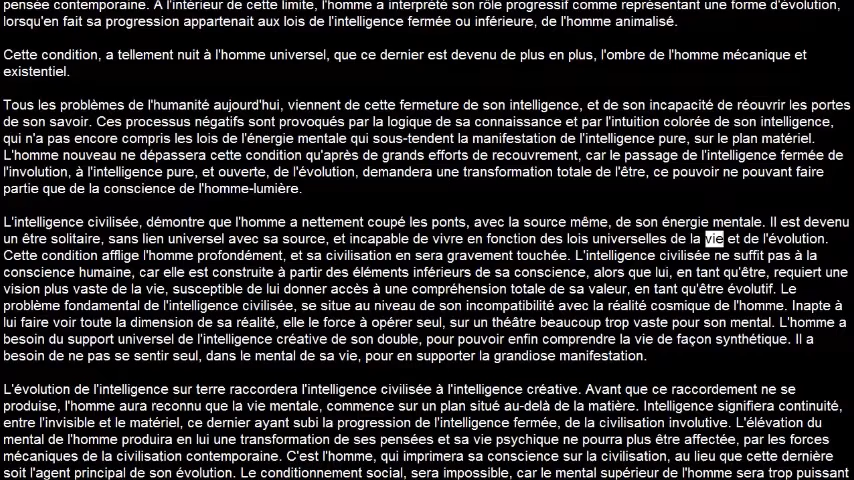 pensée contemporaine. À l'intérieur de cette limite, l'homme a interprété son rôle progressif comme représentant une forme d'évolution,
lorsqu'en fait sa progression appartenait aux lois de l'intelligence fermée ou inférieure, de l'homme animalisé.
Cette condition, a tellement nuit à l'homme universel, que ce dernier est devenu de plus en plus, l'ombre de l'homme mécanique et
existentiel.
Tous les problèmes de l'humanité aujourd'hui, viennent de cette fermeture de son intelligence, et de son incapacité de réouvrir les portes
de son savoir. Ces processus négatifs sont provoqués par la logique de sa connaissance et par l'intuition colorée de son intelligence,
qui n'a pas encore compris les lois de l'énergie mentale qui sous-tendent la manifestation de l'intelligence pure, sur le plan matériel.
L'homme nouveau ne dépassera cette condition qu'après de grands efforts de recouvrement, car le passage de l'intelligence fermée de
l'involution, à l'intelligence pure, et ouverte, de l'évolution, demandera une transformation totale de l'être, ce pouvoir ne pouvant faire
partie que de la conscience de l'homme-lumière.
L'intelligence civilisée, démontre que l'homme a nettement coupé les ponts, avec la source même, de son énergie mentale. Il est devenu
un être solitaire, sans lien universel avec sa source, et incapable de vivre en fonction des lois universelles de la vie et de l'évolution.
Cette condition afflige l'homme profondément, et sa civilisation en sera gravement touchée. L'intelligence civilisée ne suffit pas à la
conscience humaine, car elle est construite à partir des éléments inférieurs de sa conscience, alors que lui, en tant qu'être, requiert une
vision plus vaste de la vie, susceptible de lui donner accès à une compréhension totale de sa valeur, en tant qu'être évolutif. Le
problème fondamental de l'intelligence civilisée, se situe au niveau de son incompatibilité avec la réalité cosmique de l'homme. Inapte à
lui faire voir toute la dimension de sa réalité, elle le force à opérer seul, sur un théâtre beaucoup trop vaste pour son mental. L'homme a
besoin du support universel de l'intelligence créative de son double, pour pouvoir enfin comprendre la vie de façon synthétique. Il a
besoin de ne pas se sentir seul, dans le mental de sa vie, pour en supporter la grandiose manifestation.
L'évolution de l'intelligence sur terre raccordera l'intelligence civilisée à l'intelligence créative. Avant que ce raccordement ne se
produise, l'homme aura reconnu que la vie mentale, commence sur un plan situé au-delà de la matière. Intelligence signifiera continuité,
entre l'invisible et le matériel, ce dernier ayant subi la progression de l'intelligence fermée, de la civilisation involutive. L'élévation du
mental de l'homme produira en lui une transformation de ses pensées et sa vie psychique ne pourra plus être affectée, par les forces
mécaniques de la civilisation contemporaine. C'est l'homme, qui imprimera sa conscience sur la civilisation, au lieu que cette dernière
soit l'agent principal de son évolution. Le conditionnement social, sera impossible, car le mental supérieur de l'homme sera trop puissant